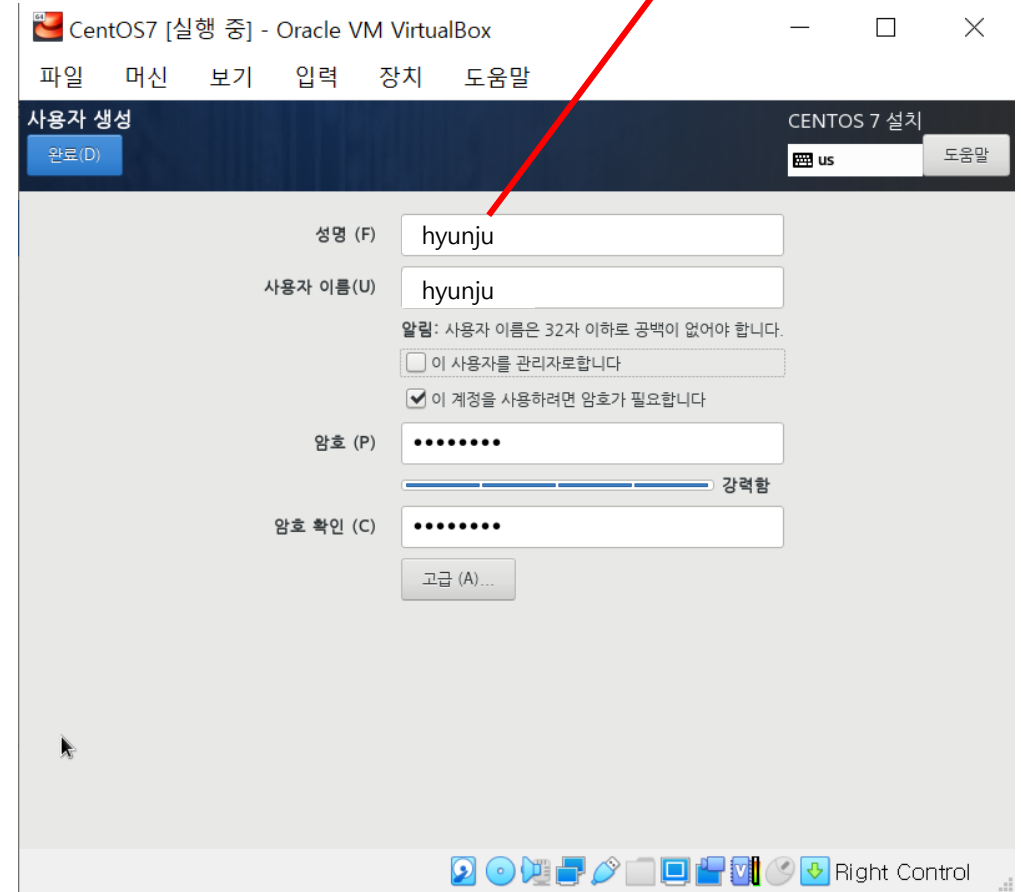 CentOS7 [실행 중] - Oracle VM VirtualBox
파일 머신 보기 입력 장치 도움말
사용자 생성
CENTOS 7 설치
완료(D)
us
도움말
성명 (F) hyunju
사용자 이름(U) hyunju
알림: 사용자 이름은 32자 이하로 공백이 없어야 합니다.
이 사용자를 관리자로합니다
이 계정을 사용하려면 암호가 필요합니다
암호 (P) ••••••••
강력함
암호 확인 (C) ••••••••
고급 (A)...
Right Control